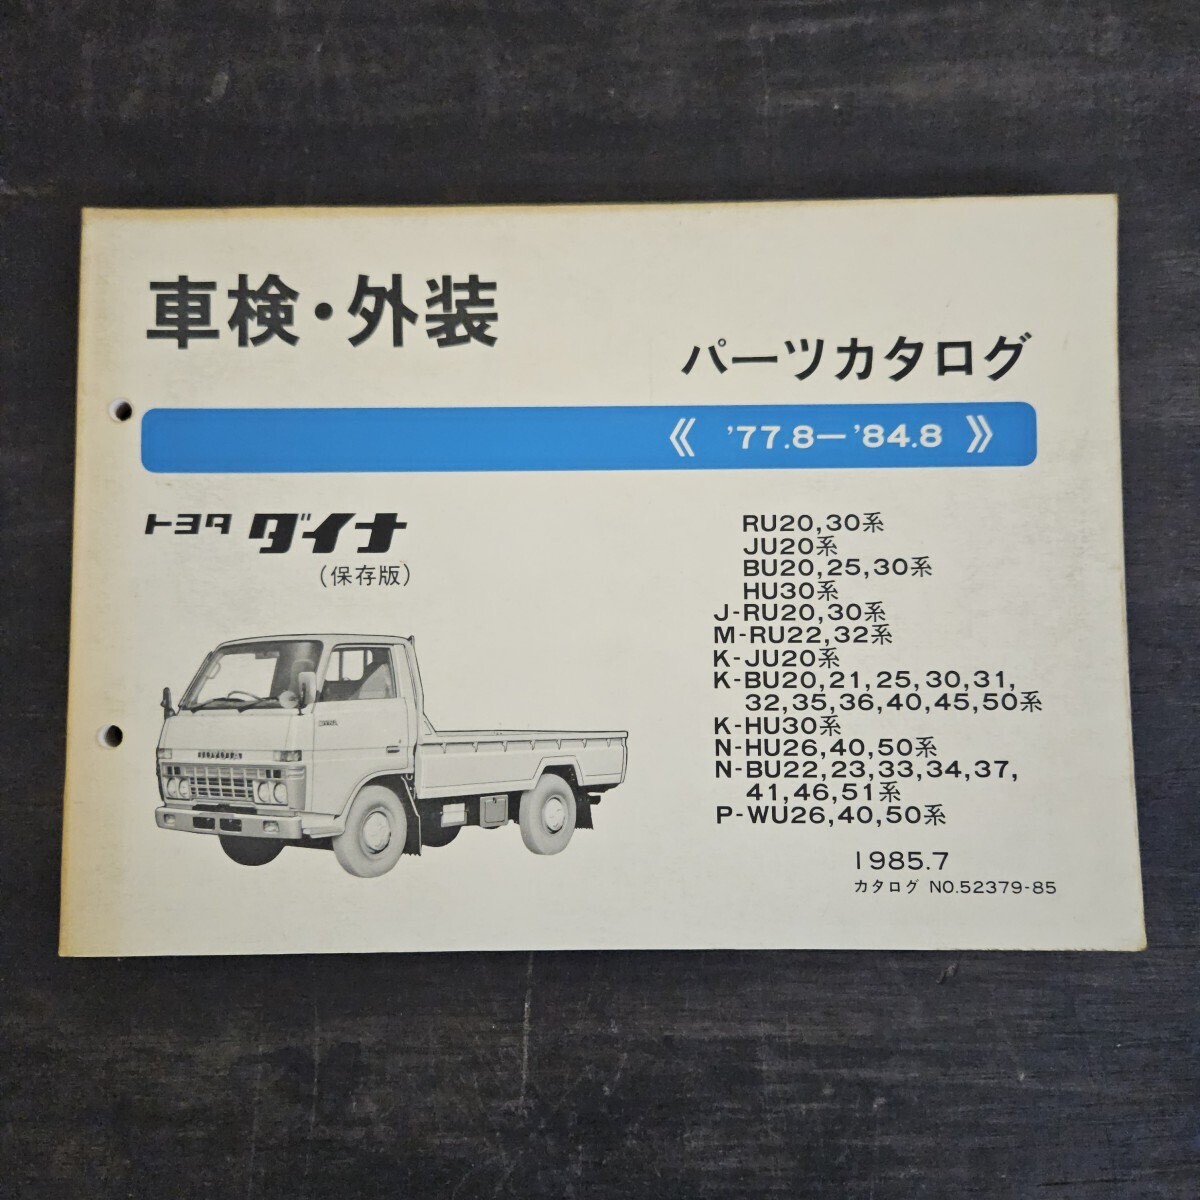 車検・外装
パーツカタログ
《 '77.8—'84.8 》
トヨタ ダイナ
(保存版)
RU20,30系
JU20系
BU20,25,30系
HU30系
J-RU20,30系
M-RU22,32系
K-JU20系
K-BU20,21,25,30,31,
32,35,36,40,45,50系
K-HU30系
N-HU26,40,50系
N-BU22,23,33,34,37,
41,46,51系
P-WU26,40,50系
1985.7
カタログ NO.52379-85